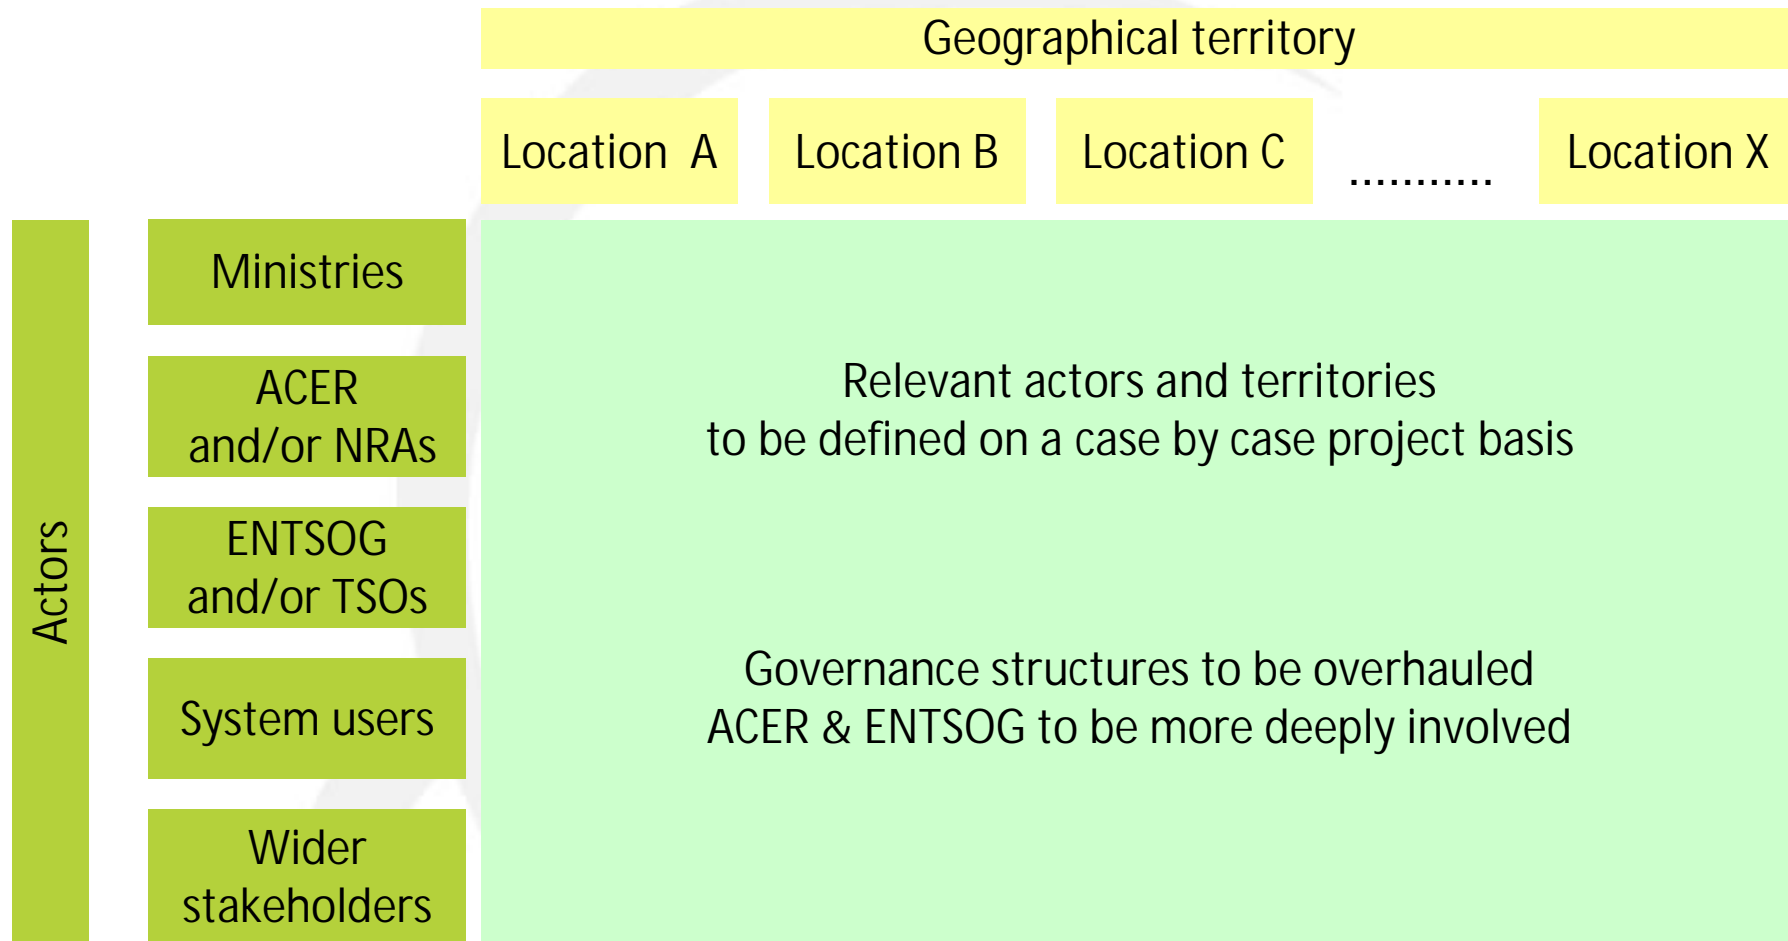 Geographical territory
Location A
Location B
Location C
...........
Location X
Actors
Ministries
ACER
and/or NRAs
ENTSOG
and/or TSOs
System users
Wider
stakeholders
Relevant actors and territories
to be defined on a case by case project basis
Governance structures to be overhauled
ACER & ENTSOG to be more deeply involved